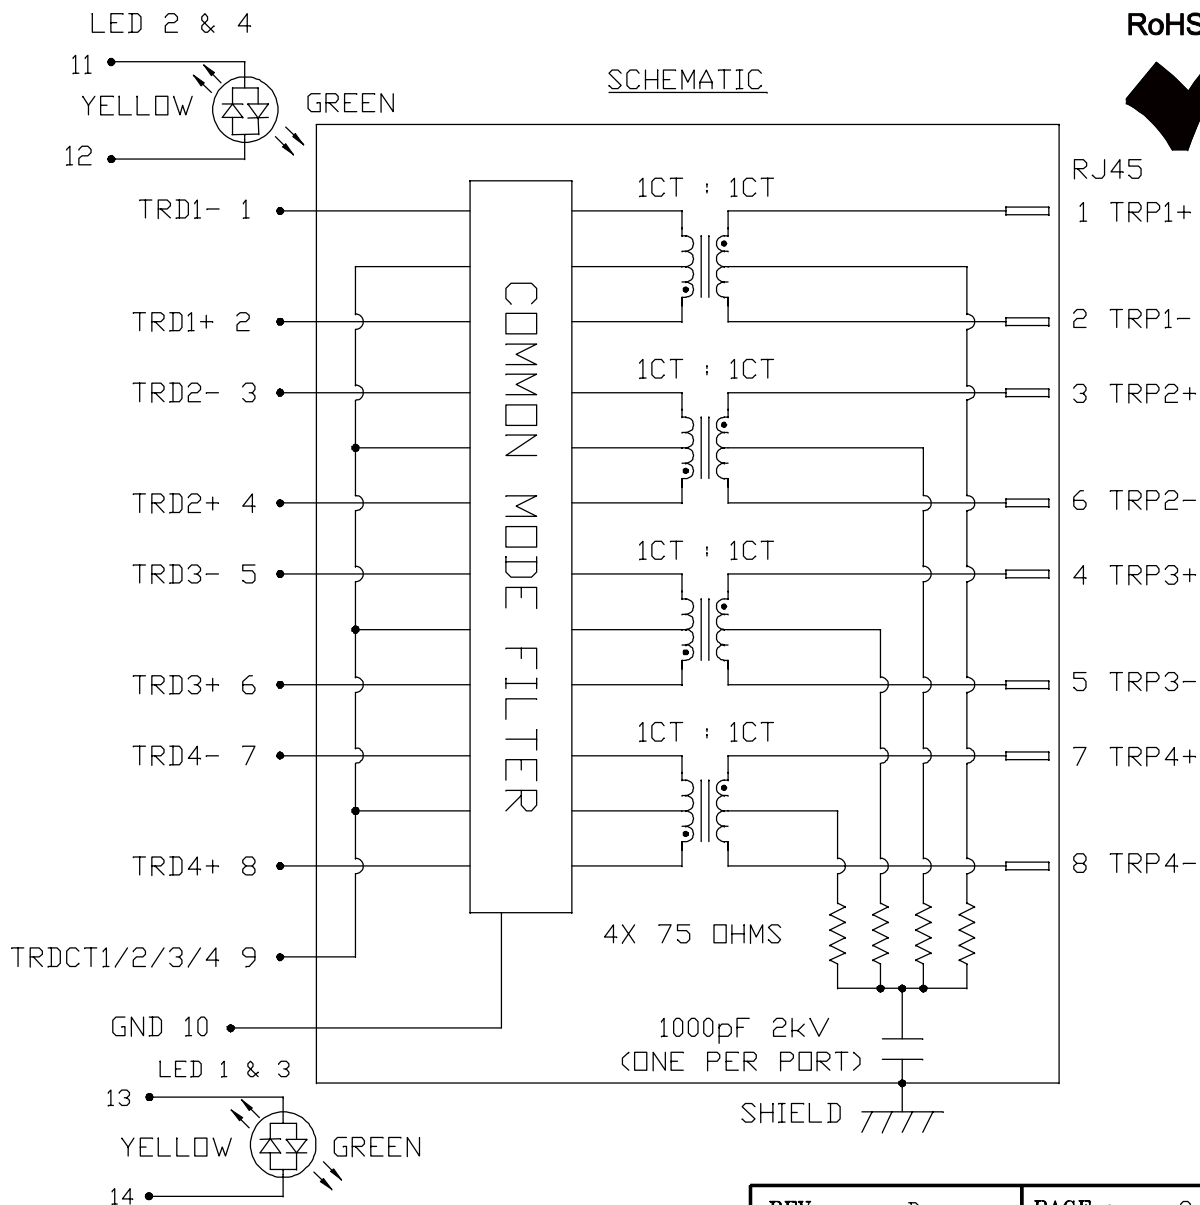 LED 2 & 4
RoHS
11
SCHEMATIC
YELLOW
GREEN
12
RJ45
1CT : 1CT
TRD1- 1
1 TRP1+
TRD1+ 2
2 TRP1-
1CT : 1CT
TRD2- 3
3 TRP2+
COMMON MODE FILTER
TRD2+ 4
6 TRP2-
1CT : 1CT
TRD3- 5
4 TRP3+
TRD3+ 6
5 TRP3-
1CT : 1CT
TRD4- 7
7 TRP4+
TRD4+ 8
8 TRP4-
4X 75 OHMS
TRDCT1/2/3/4 9
GND 10
1000pF 2kV
(ONE PER PORT)
LED 1 & 3
13
SHIELD
YELLOW
GREEN
14